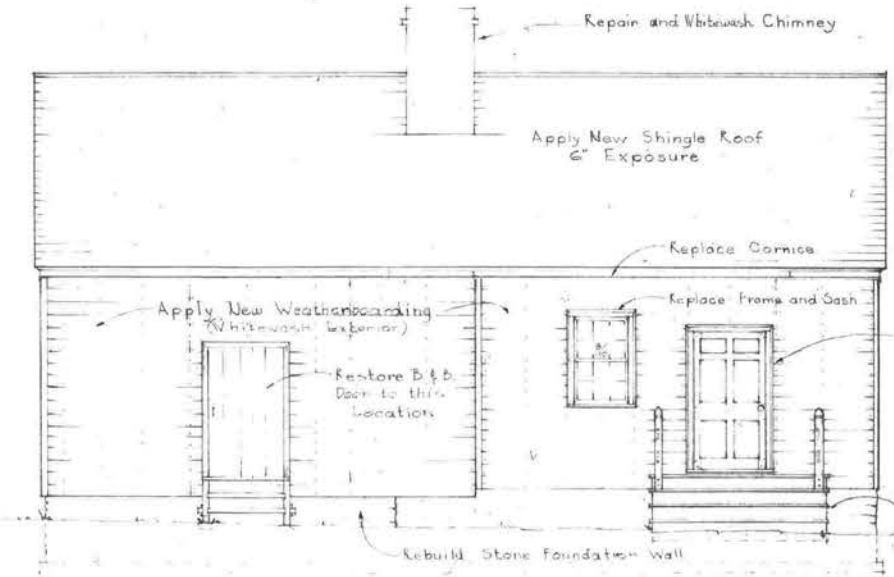 Repair and Whitewash Chimney
Apply New Shingle Roof
6" Exposure
Replace Cornice
Apply New Weatherboarding
(Whitewash Exterior)
Replace Frame and Sash
Restore B & B
Door to this
Location
Rebuild Stone Foundation Wall